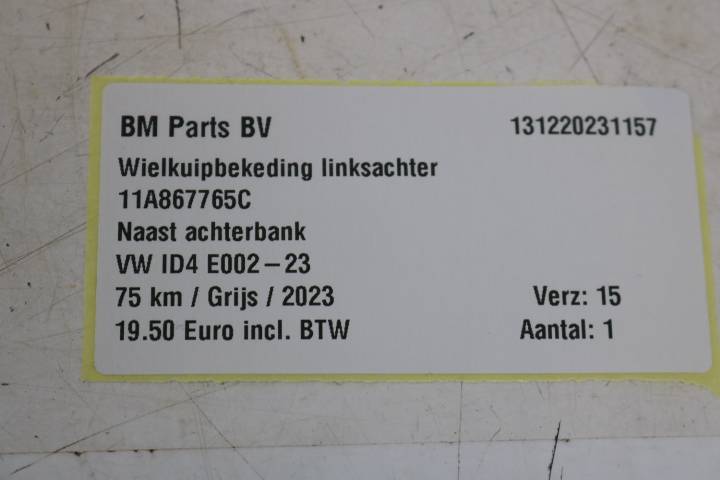 BM Parts BV 131220231157
Wielkuipbekeding linksachter
11A867765C
Naast achterbank
VW ID4 E002-23
75 km / Grijs / 2023 Verz: 15
19.50 Euro incl. BTW Aantal: 1